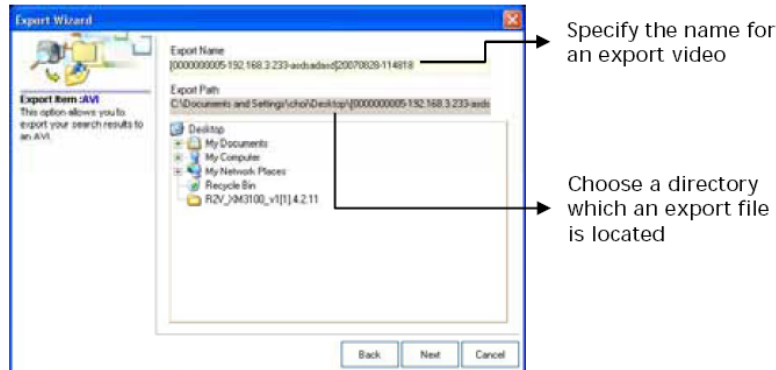 Export Wizard
Export Name
[0000000005-192,168.3.233-asdsadasd]20070828-114818
Export Path
C:\Documents and Settings\choi\Desktop\[0000000005-192,168.3.233-asds
Export Item :AVI
This option allows you to
export your search results to
an AVI.
Desktop
My Documents
My Computer
My Network Places
Recycle Bin
R2V_XM3100_v1[1].4.2.11
Back
Next
Cancel
Specify the name for
an export video
Choose a directory
which an export file
is located